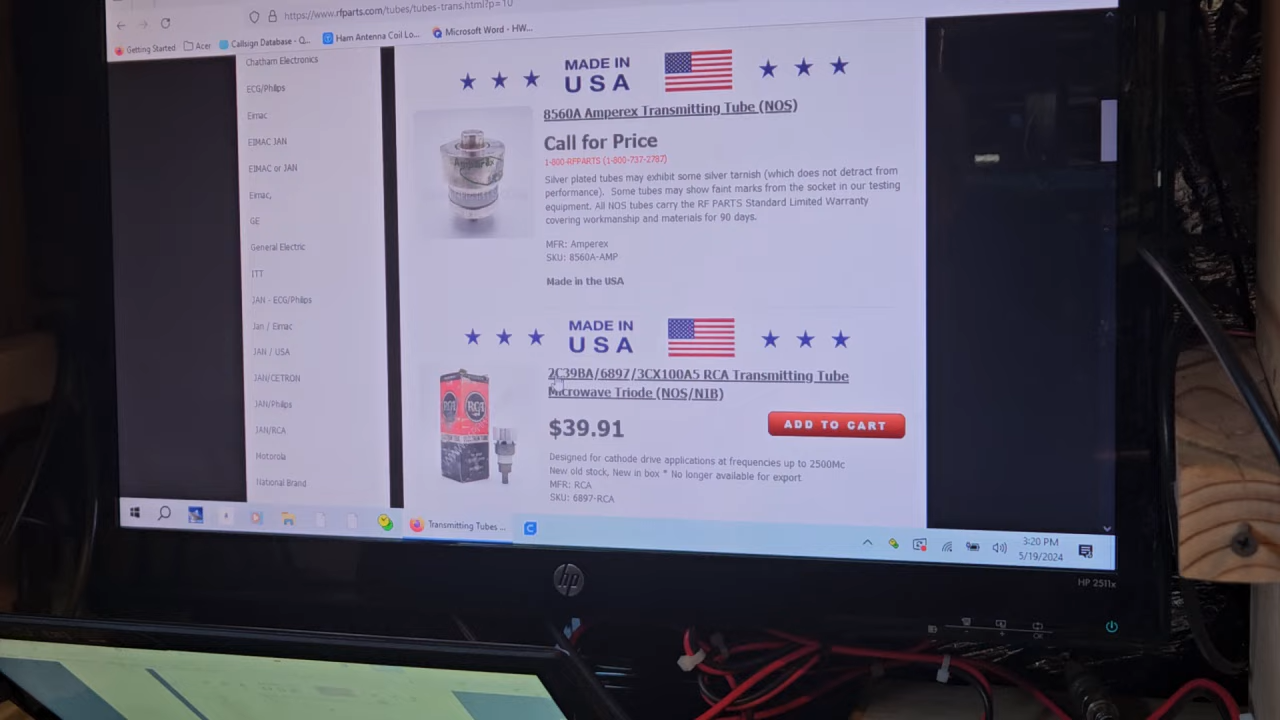 https://www.rfparts.com/tubes/tubes-trans.html?p=10
Getting Started
Acer
Callsign Database - Q...
Ham Antenna Coil Lo...
Microsoft Word - HW...
Chatham Electronics
ECG/Philips
Eimac
EIMAC JAN
EIMAC or JAN
Eimac,
GE
General Electric
ITT
JAN - ECG/Philips
Jan / Eimac
JAN / USA
JAN/CETRON
JAN/Philips
JAN/RCA
Motorola
National Brand
MADE IN
USA
8560A Amperex Transmitting Tube (NOS)
Call for Price
1-800-RFPARTS (1-800-737-2787)
Silver plated tubes may exhibit some silver tarnish (which does not detract from
performance). Some tubes may show faint marks from the socket in our testing
equipment. All NOS tubes carry the RF PARTS Standard Limited Warranty
covering workmanship and materials for 90 days.
MFR: Amperex
SKU: 8560A-AMP
Made in the USA
MADE IN
USA
2C39BA/6897/3CX100A5 RCA Transmitting Tube
Microwave Triode (NOS/NIB)
$39.91
ADD TO CART
Designed for cathode drive applications at frequencies up to 2500Mc
New old stock, New in box * No longer available for export
MFR: RCA
SKU: 6897-RCA
RCA
RCA
Transmitting Tubes ...
3:20 PM
5/19/2024
hp
HP 2511x